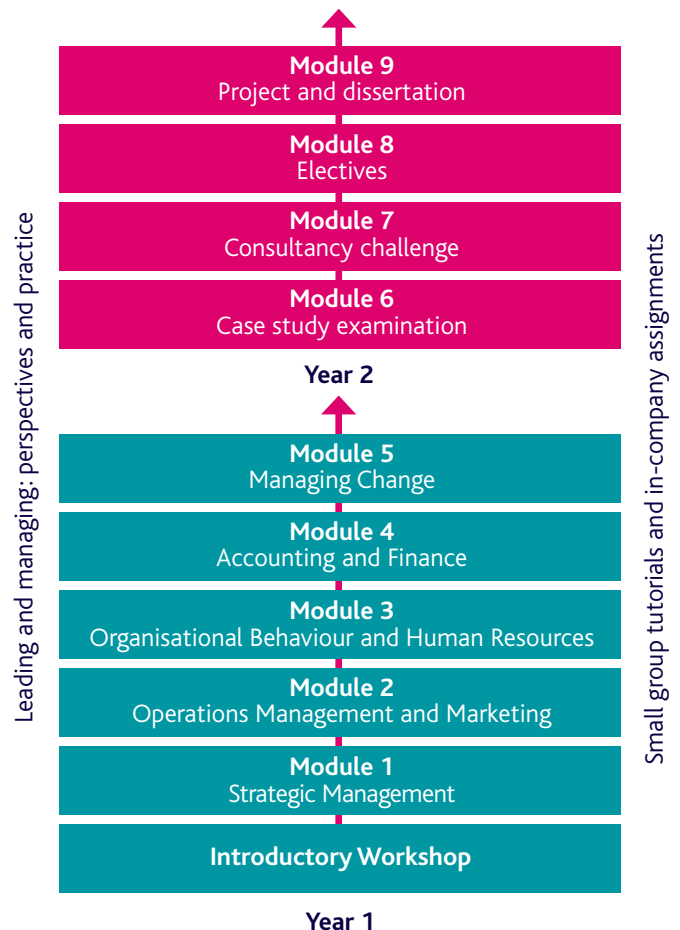 Module 9
Project and dissertation
Module 8
Electives
Module 7
Consultancy challenge
Module 6
Case study examination
Year 2
Module 5
Managing Change
Module 4
Accounting and Finance
Module 3
Organisational Behaviour and Human Resources
Module 2
Operations Management and Marketing
Module 1
Strategic Management
Introductory Workshop
Year 1
Leading and managing: perspectives and practice
Small group tutorials and in-company assignments